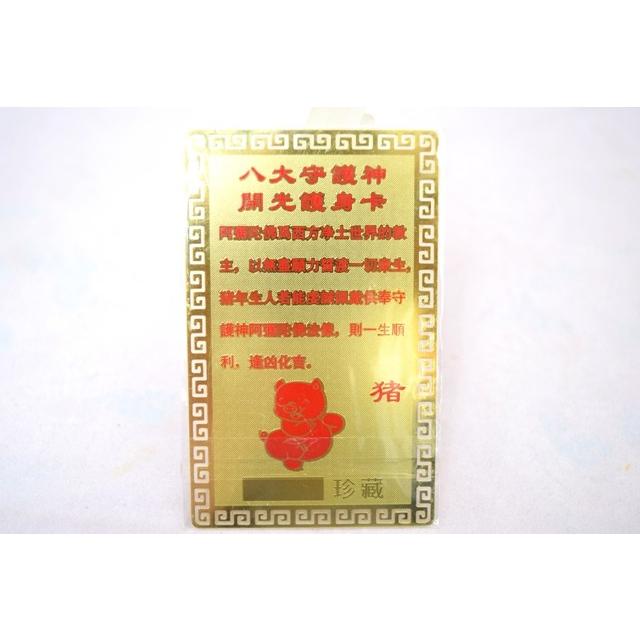 八大守護神
開光護身卡
阿彌陀佛爲西方净土世界的教
主，以無量願力普渡一切衆生，
猪年生人若能虔誠佩戴供奉守
護神阿彌陀佛法像，則一生順
利，逢凶化吉。
猪
珍藏